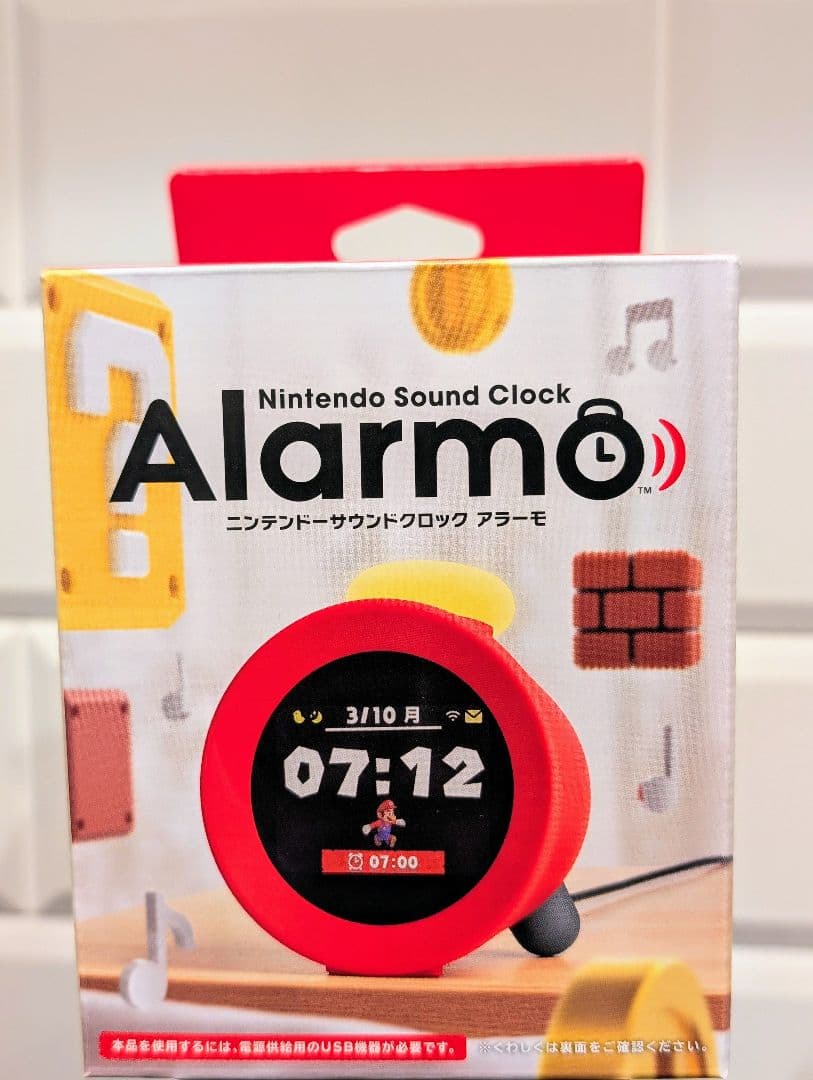 Nintendo Sound Clock
Alarmo
TM
ニンテンドーサウンドクロック アラーモ
3/10 月
07:12
07:00
本品を使用するには、電源供給用のUSB機器が必要です。 ※くわしくは裏面をご確認ください。